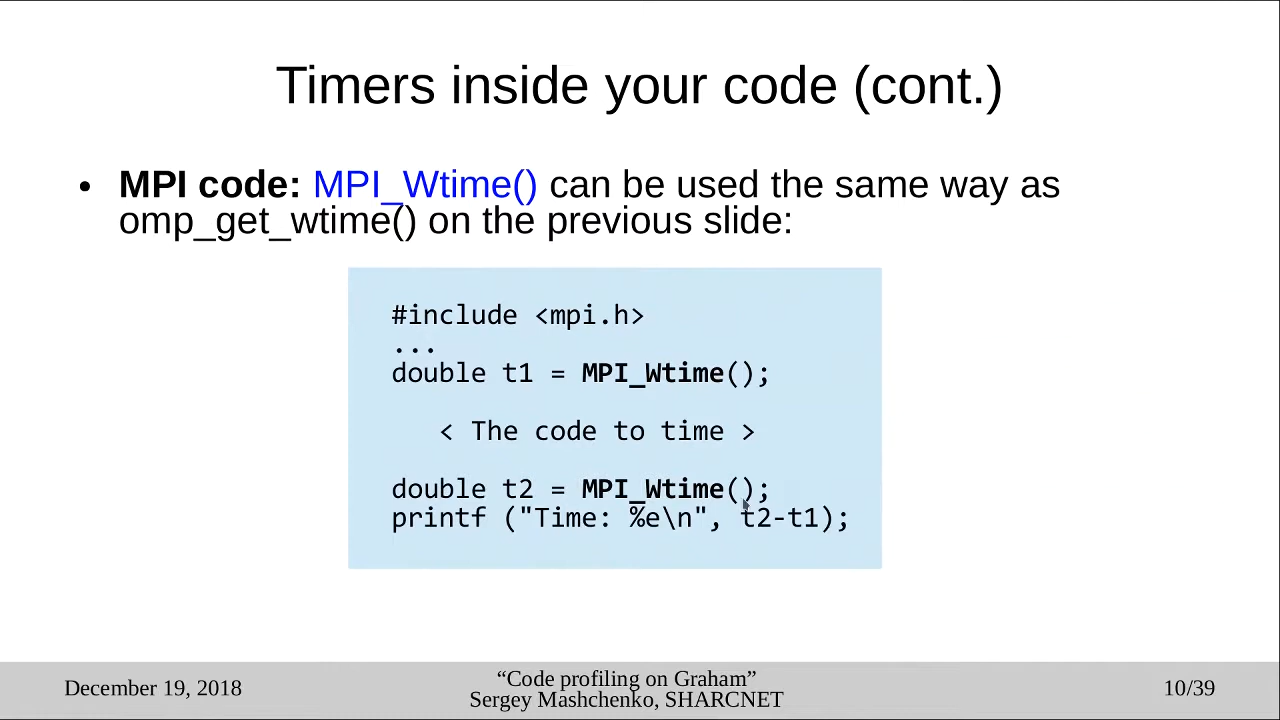 Timers inside your code (cont.)
• MPI code: MPI_Wtime() can be used the same way as
omp_get_wtime() on the previous slide:
#include <mpi.h>
...
double t1 = MPI_Wtime();
< The code to time >
double t2 = MPI_Wtime();
printf ("Time: %e\n", t2-t1);
December 19, 2018
“Code profiling on Graham”
Sergey Mashchenko, SHARCNET
10/39